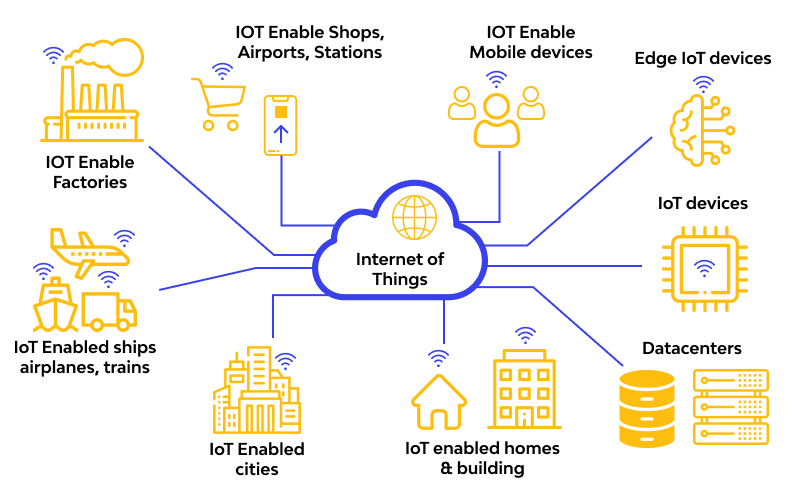 IOT Enable Shops,
Airports, Stations
IOT Enable
Mobile devices
Edge IoT devices
IOT Enable
Factories
IoT devices
Internet of
Things
IoT Enabled ships
airplanes, trains
Datacenters
IoT Enabled
cities
IoT enabled homes
& building